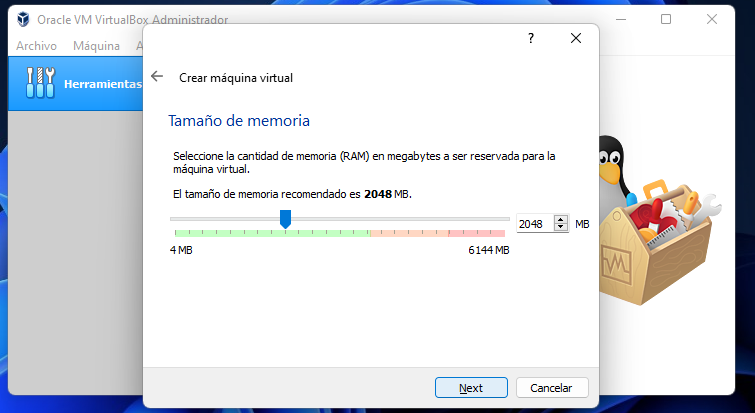 Oracle VM VirtualBox Administrador
Archivo Máquina
Herramientas
?
Crear máquina virtual
Tamaño de memoria
Seleccione la cantidad de memoria (RAM) en megabytes a ser reservada para la
máquina virtual.
El tamaño de memoria recomendado es 2048 MB.
2048 MB
4 MB 6144 MB
Next Cancelar